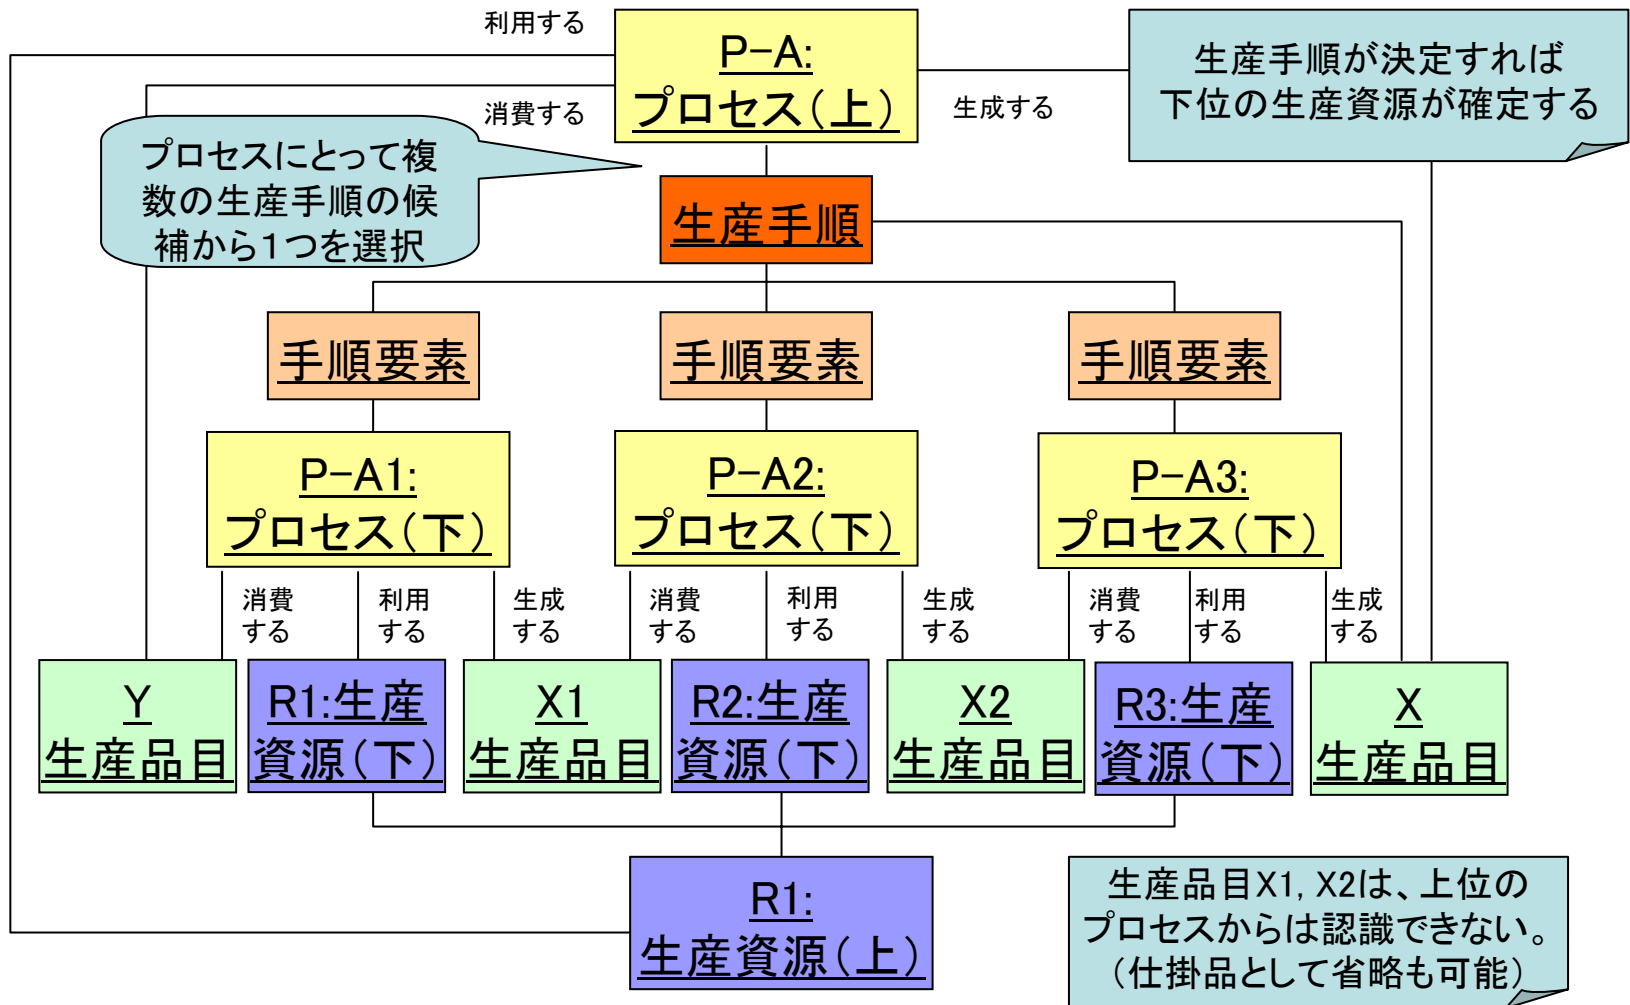 利用する
P-A:
プロセス(上)
消費する
生成する
生産手順が決定すれば
下位の生産資源が確定する
プロセスにとって複
数の生産手順の候
補から1つを選択
生産手順
手順要素
手順要素
手順要素
P-A1:
プロセス(下)
P-A2:
プロセス(下)
P-A3:
プロセス(下)
消費
する
利用
する
生成
する
消費
する
利用
する
生成
する
消費
する
利用
する
生成
する
Y
生産品目
R1:生産
資源(下)
X1
生産品目
R2:生産
資源(下)
X2
生産品目
R3:生産
資源(下)
X
生産品目
R1:
生産資源(上)
生産品目X1, X2は、上位の
プロセスからは認識できない。
(仕掛品として省略も可能)